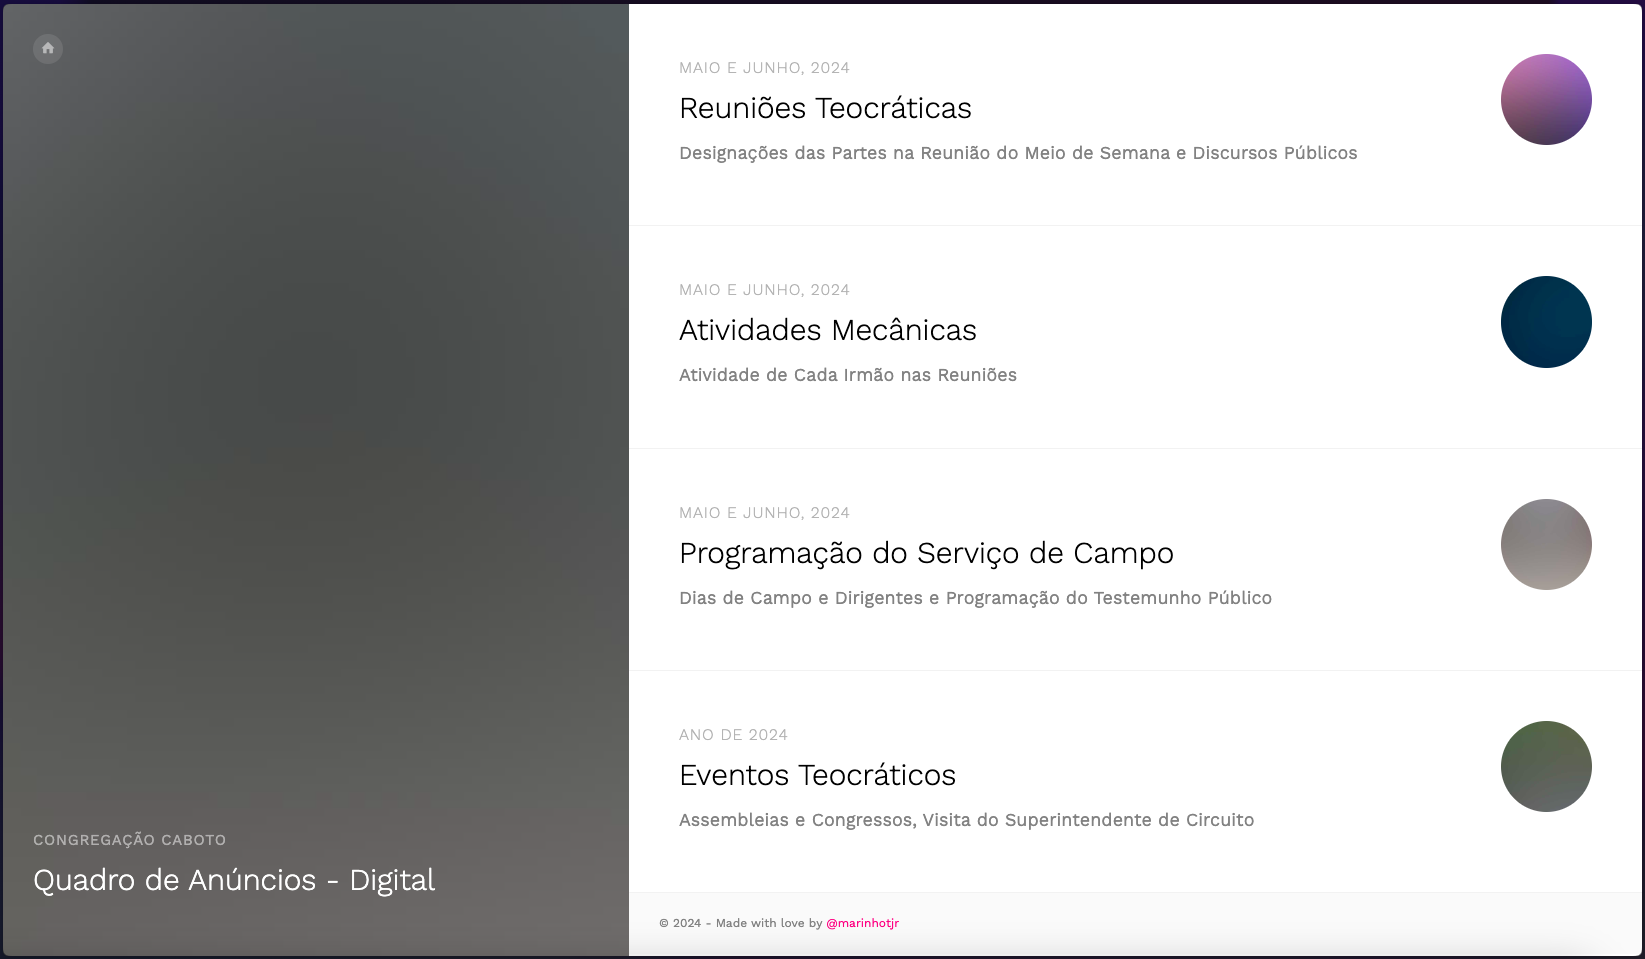 CONGREGAÇÃO CABOTO
Quadro de Anúncios - Digital
MAIO E JUNHO, 2024
Reuniões Teocráticas
Designações das Partes na Reunião do Meio de Semana e Discursos Públicos
MAIO E JUNHO, 2024
Atividades Mecânicas
Atividade de Cada Irmão nas Reuniões
MAIO E JUNHO, 2024
Programação do Serviço de Campo
Dias de Campo e Dirigentes e Programação do Testemunho Público
ANO DE 2024
Eventos Teocráticos
Assembleias e Congressos, Visita do Superintendente de Circuito
© 2024 - Made with love by @marinhotjr